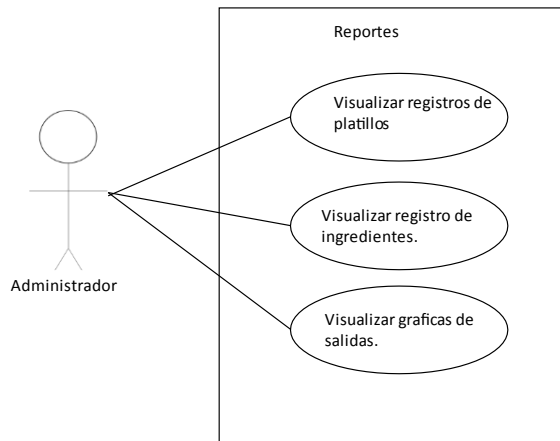 Reportes
Visualizar registros de
platillos
Visualizar registro de
ingredientes.
Administrador
Visualizar graficas de
salidas.